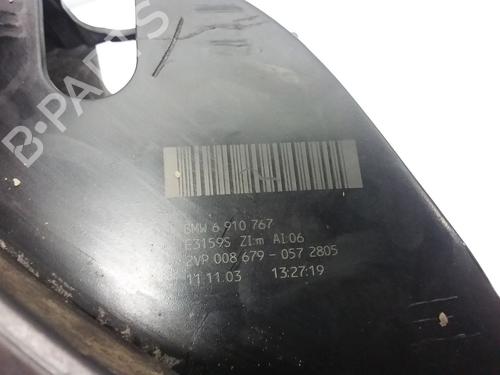 B-PARTS
BMW 6 910 767
E3159S ZI:m AI:06
2VP 008 679 - 057 2805
11.11.03 13:27:19